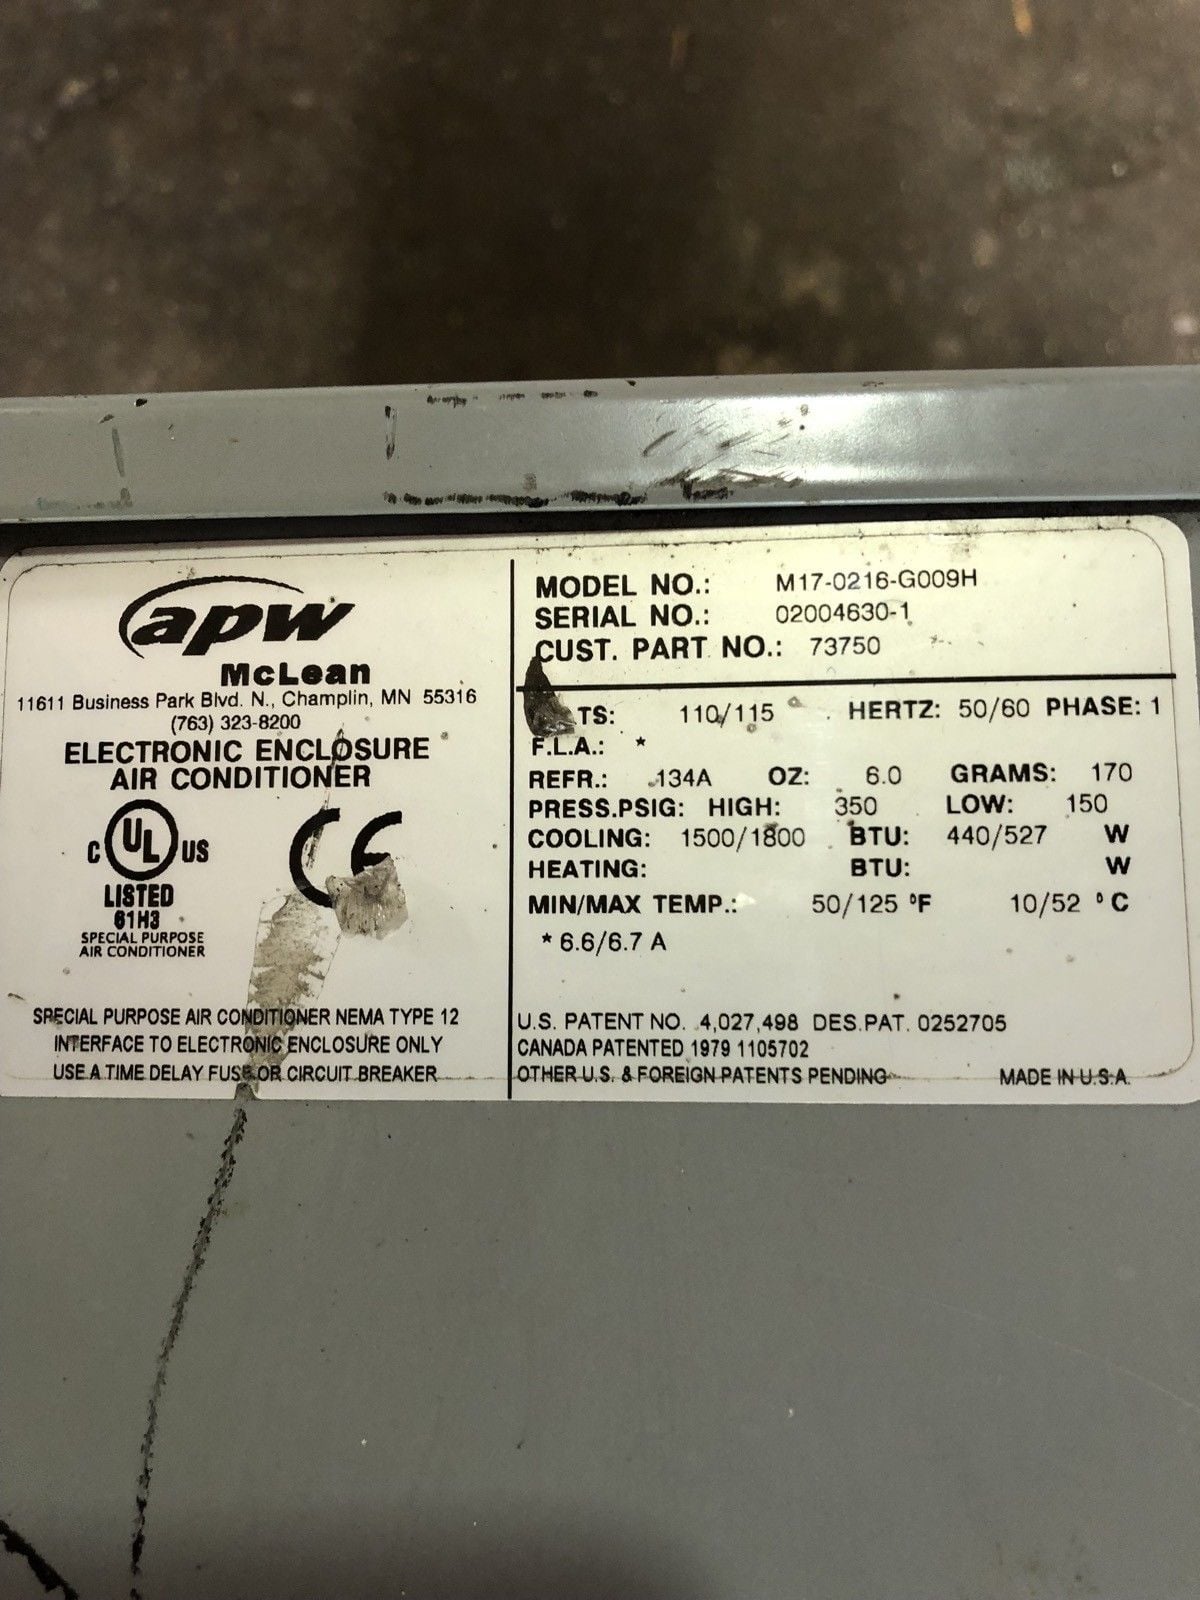 apw
McLean
11611 Business Park Blvd. N., Champlin, MN 55316
(763) 323-8200
ELECTRONIC ENCLOSURE
AIR CONDITIONER
C UL US
CE
LISTED
61H3
SPECIAL PURPOSE
AIR CONDITIONER
SPECIAL PURPOSE AIR CONDITIONER NEMA TYPE 12
INTERFACE TO ELECTRONIC ENCLOSURE ONLY
USE A TIME DELAY FUSE OR CIRCUIT BREAKER
MODEL NO.: M17-0216-G009H
SERIAL NO.: 02004630-1
CUST. PART NO.: 73750
TS: 110/115 HERTZ: 50/60 PHASE: 1
F.L.A.: *
REFR.: 134A OZ: 6.0 GRAMS: 170
PRESS.PSIG: HIGH: 350 LOW: 150
COOLING: 1500/1800 BTU: 440/527 W
HEATING: BTU: W
MIN/MAX TEMP.: 50/125 °F 10/52 °C
* 6.6/6.7 A
U.S. PATENT NO. 4,027,498 DES.PAT. 0252705
CANADA PATENTED 1979 1105702
OTHER U.S. & FOREIGN PATENTS PENDING MADE IN U.S.A.